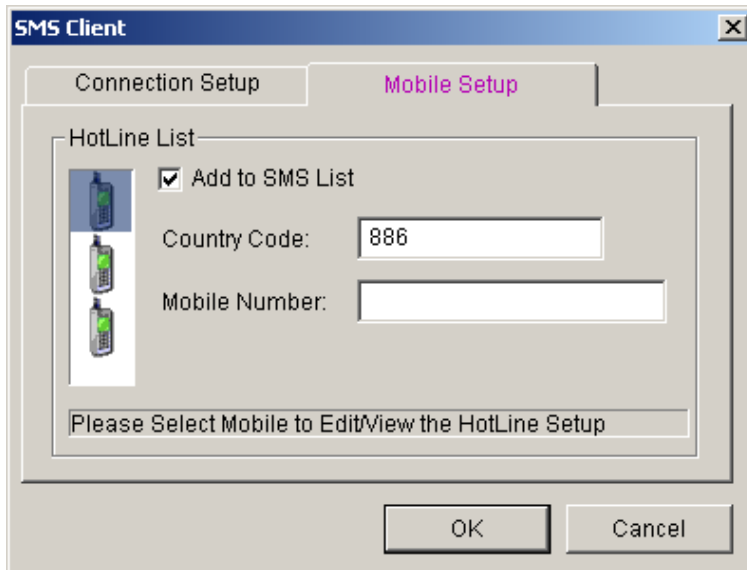 SMS Client
Connection Setup
Mobile Setup
HotLine List
Add to SMS List
Country Code:
886
Mobile Number:
Please Select Mobile to Edit/View the HotLine Setup
OK
Cancel